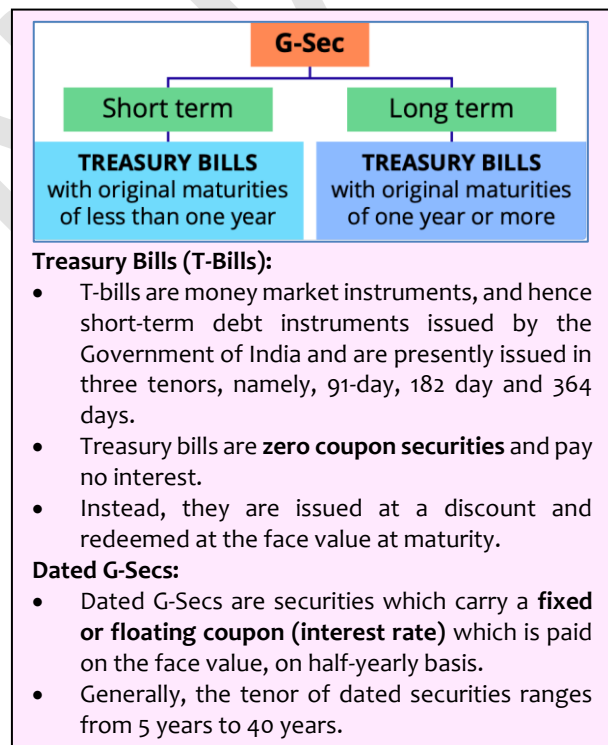 G-Sec
Short term
Long term
TREASURY BILLS
with original maturities
of less than one year
TREASURY BILLS
with original maturities
of one year or more
Treasury Bills (T-Bills):
• T-bills are money market instruments, and hence
short-term debt instruments issued by the
Government of India and are presently issued in
three tenors, namely, 91-day, 182 day and 364
days.
• Treasury bills are zero coupon securities and pay
no interest.
• Instead, they are issued at a discount and
redeemed at the face value at maturity.
Dated G-Secs:
• Dated G-Secs are securities which carry a fixed
or floating coupon (interest rate) which is paid
on the face value, on half-yearly basis.
• Generally, the tenor of dated securities ranges
from 5 years to 40 years.